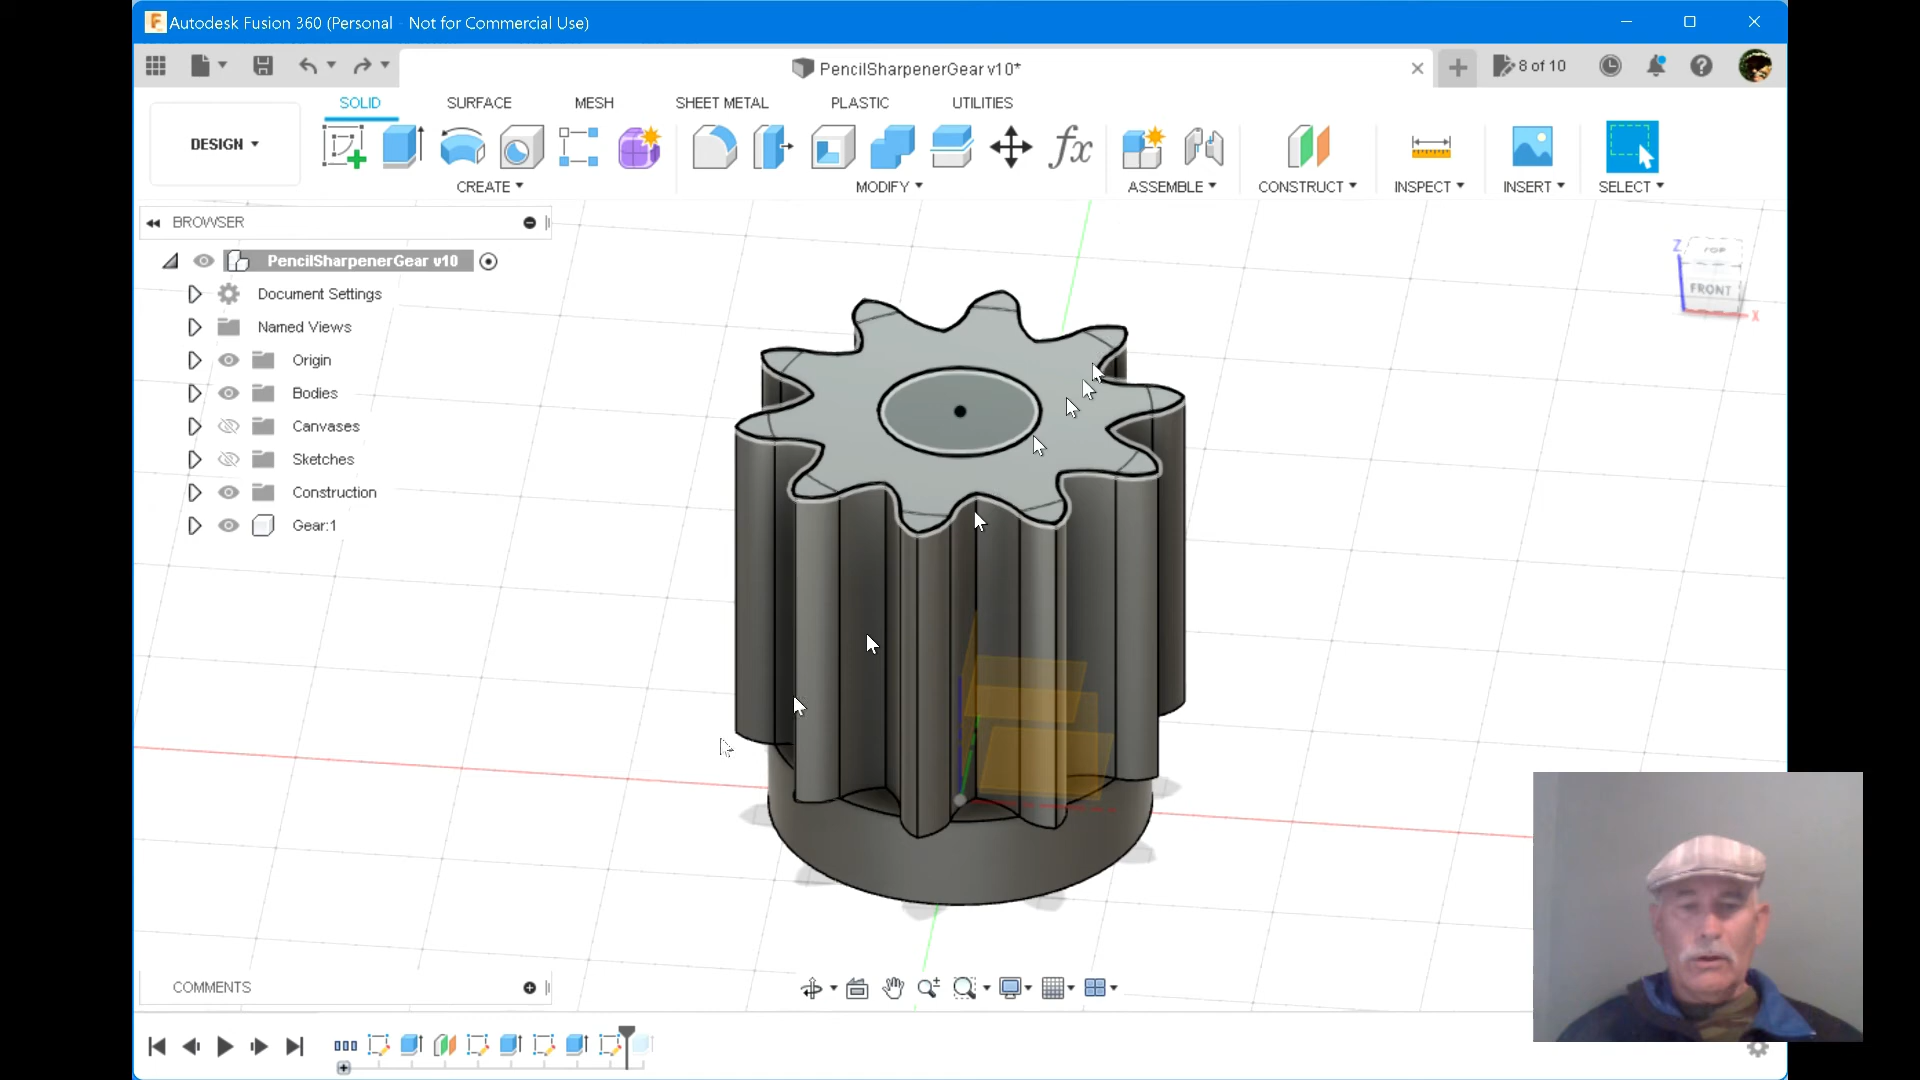 Autodesk Fusion 360 (Personal - Not for Commercial Use)
PencilSharpenerGear v10*
8 of 10
SOLID
SURFACE
MESH
SHEET METAL
PLASTIC
UTILITIES
DESIGN
fx
CREATE
MODIFY
ASSEMBLE
CONSTRUCT
INSPECT
INSERT
SELECT
BROWSER
PencilSharpenerGear v10
Document Settings
Named Views
Origin
Bodies
Canvases
Sketches
Construction
Gear:1
Z
TOP
FRONT
X
COMMENTS